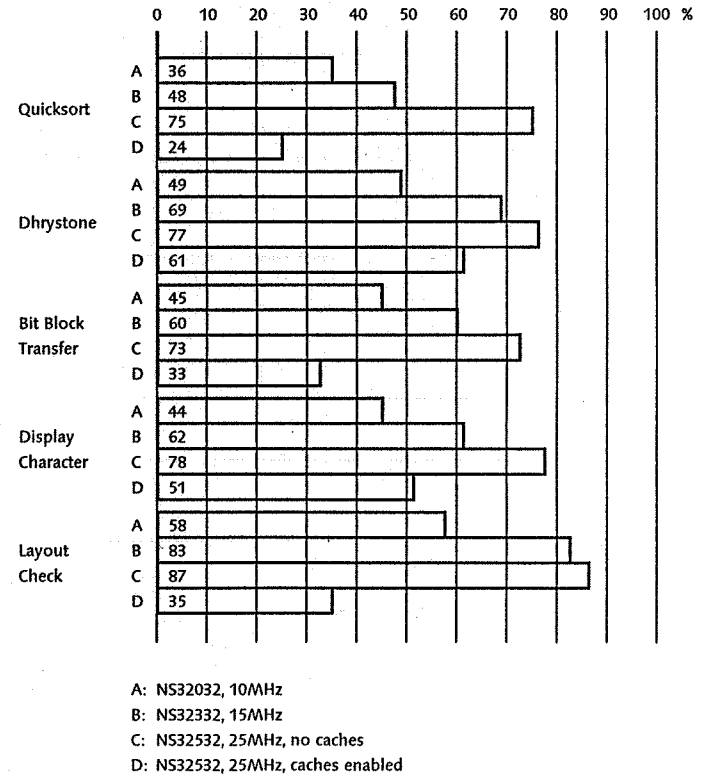 0 10 20 30 40 50 60 70 80 90 100 %
Quicksort
A 36
B 48
C 75
D 24
Dhrystone
A 49
B 69
C 77
D 61
Bit Block
Transfer
A 45
B 60
C 73
D 33
Display
Character
A 44
B 62
C 78
D 51
Layout
Check
A 58
B 83
C 87
D 35
A: NS32032, 10MHz
B: NS32332, 15MHz
C: NS32532, 25MHz, no caches
D: NS32532, 25MHz, caches enabled